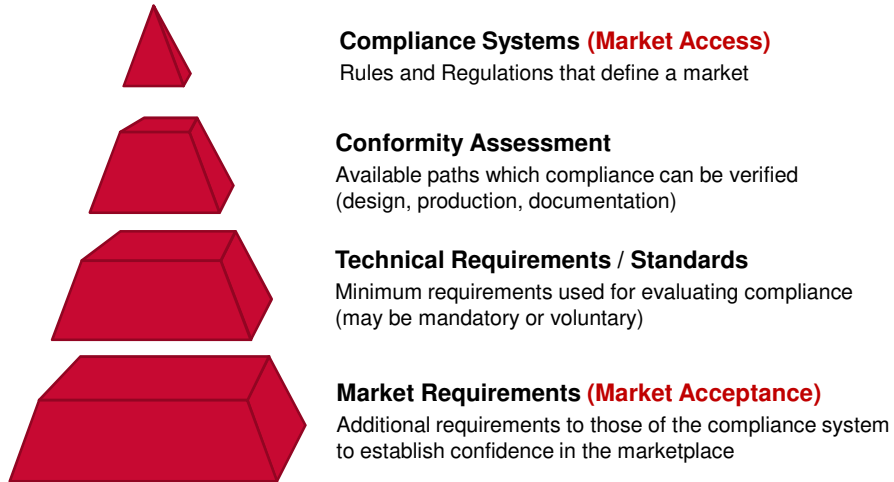 Compliance Systems (Market Access)
Rules and Regulations that define a market
Conformity Assessment
Available paths which compliance can be verified
(design, production, documentation)
Technical Requirements / Standards
Minimum requirements used for evaluating compliance
(may be mandatory or voluntary)
Market Requirements (Market Acceptance)
Additional requirements to those of the compliance system
to establish confidence in the marketplace